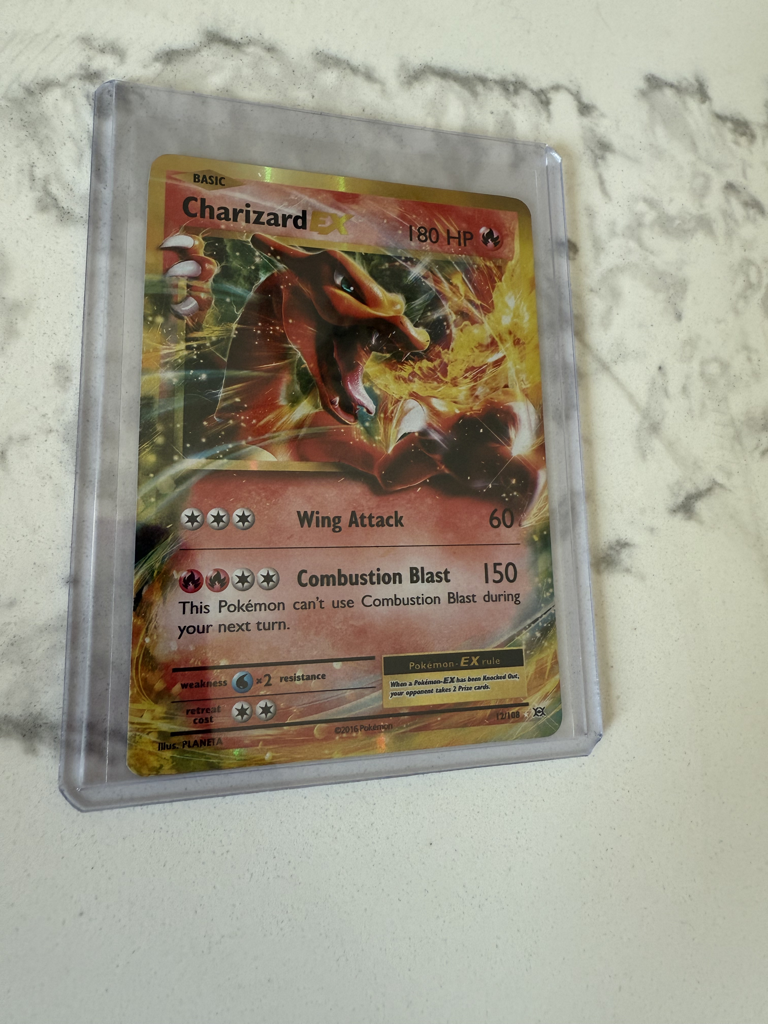 BASIC
Charizard EX 180 HP
Wing Attack 60
Combustion Blast 150
This Pokémon can't use Combustion Blast during
your next turn.
weakness ×2 resistance
retreat
cost
Pokémon-EX rule
When a Pokémon-EX has been Knocked Out,
your opponent takes 2 Prize cards.
Illus. PLANETA
©2016 Pokémon
12/108